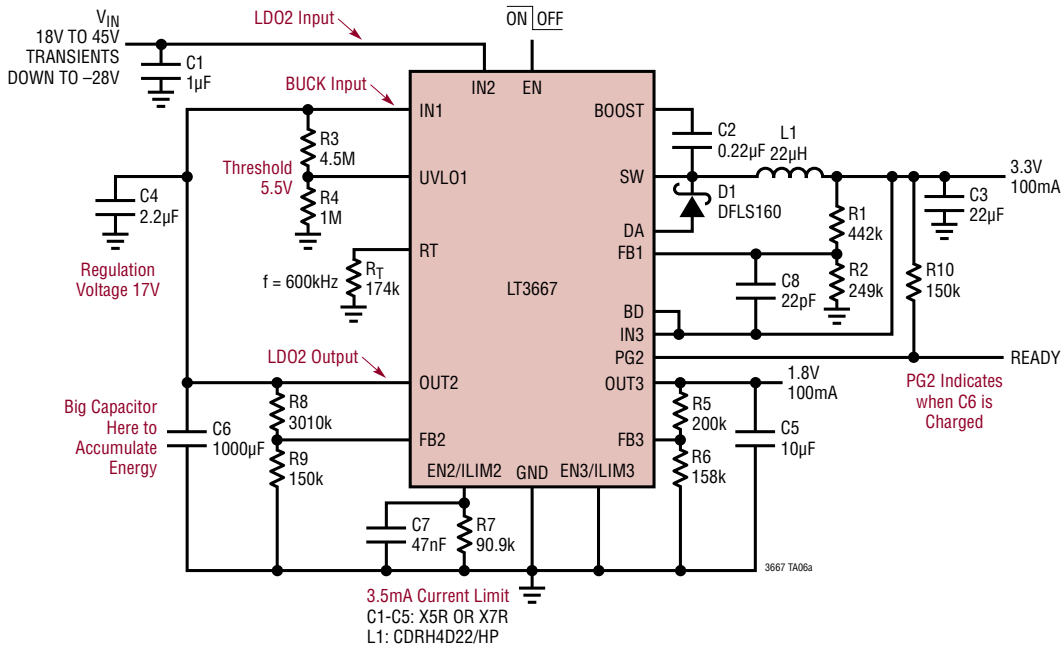 V_IN
18V TO 45V
TRANSIENTS
DOWN TO –28V
LDO2 Input
ON OFF
C1
1µF
IN2
EN
BUCK Input
IN1
BOOST
R3
4.5M
C2
0.22µF
L1
22µH
Threshold
5.5V
UVLO1
SW
3.3V
100mA
C4
2.2µF
R4
1M
D1
DFLS160
R1
442k
C3
22µF
DA
RT
FB1
Regulation
Voltage 17V
f = 600kHz
R_T
174k
LT3667
C8
22pF
R2
249k
R10
150k
BD
IN3
LDO2 Output
PG2
READY
OUT2
OUT3
1.8V
100mA
PG2 Indicates
when C6 is
Charged
Big Capacitor
Here to
Accumulate
Energy
C6
1000µF
R8
3010k
R5
200k
C5
10µF
FB2
FB3
R9
150k
R6
158k
EN2/ILIM2
GND
EN3/ILIM3
C7
47nF
R7
90.9k
3667 TA06a
3.5mA Current Limit
C1-C5: X5R OR X7R
L1: CDRH4D22/HP